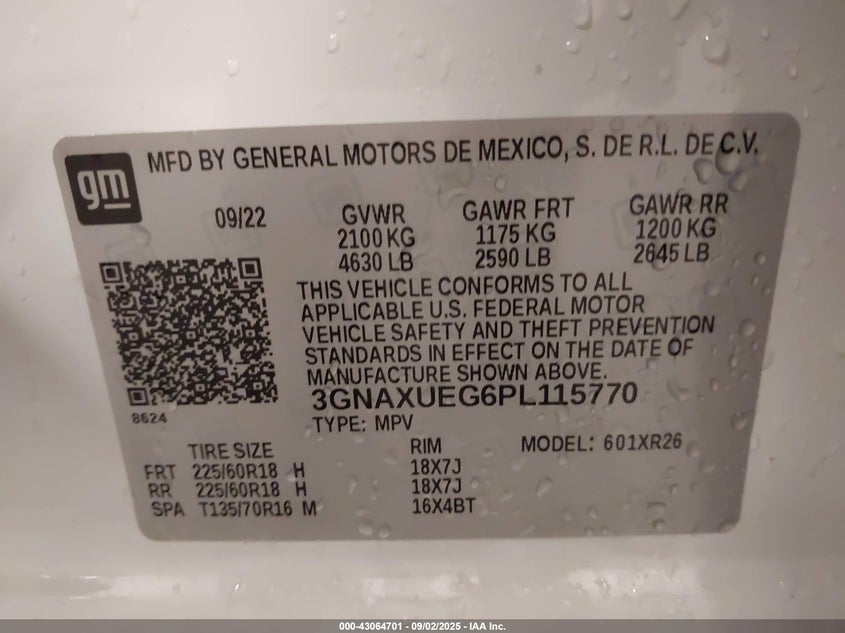 gm
MFD BY GENERAL MOTORS DE MEXICO, S. DE R.L. DE C.V.
09/22 GVWR GAWR FRT GAWR RR
2100 KG 1175 KG 1200 KG
4630 LB 2590 LB 2645 LB
THIS VEHICLE CONFORMS TO ALL
APPLICABLE U.S. FEDERAL MOTOR
VEHICLE SAFETY AND THEFT PREVENTION
STANDARDS IN EFFECT ON THE DATE OF
MANUFACTURE SHOWN ABOVE.
3GNAXUEG6PL115770
8624
TYPE: MPV
TIRE SIZE RIM MODEL: 601XR26
FRT 225/60R18 H 18X7J
RR 225/60R18 H 18X7J
SPA T135/70R16 M 16X4BT
000-43064701 - 09/02/2025 - IAA Inc.